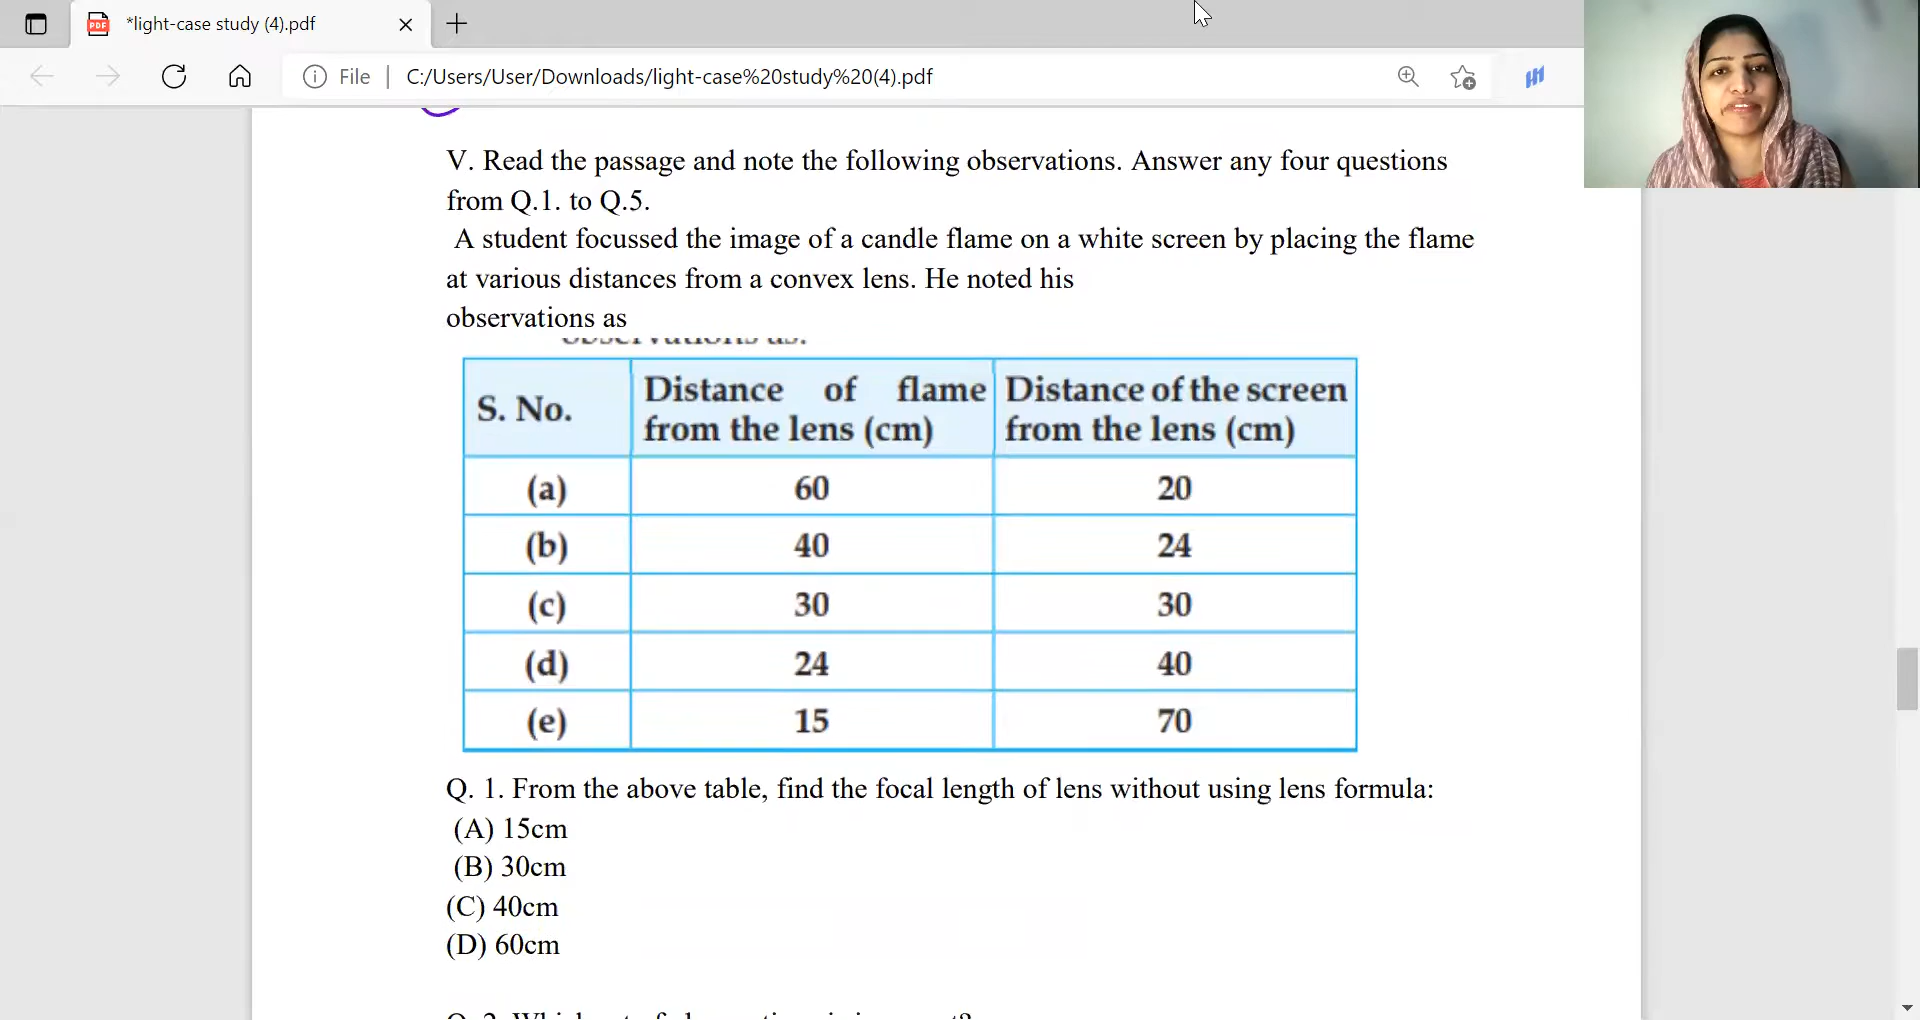 *light-case study (4).pdf
File | C:/Users/User/Downloads/light-case%20study%20(4).pdf
V. Read the passage and note the following observations. Answer any four questions
from Q.1. to Q.5.
A student focussed the image of a candle flame on a white screen by placing the flame
at various distances from a convex lens. He noted his
observations as
observations as:
S. No. Distance of flame from the lens (cm) Distance of the screen from the lens (cm)
(a) 60 20
(b) 40 24
(c) 30 30
(d) 24 40
(e) 15 70
Q. 1. From the above table, find the focal length of lens without using lens formula:
(A) 15cm
(B) 30cm
(C) 40cm
(D) 60cm